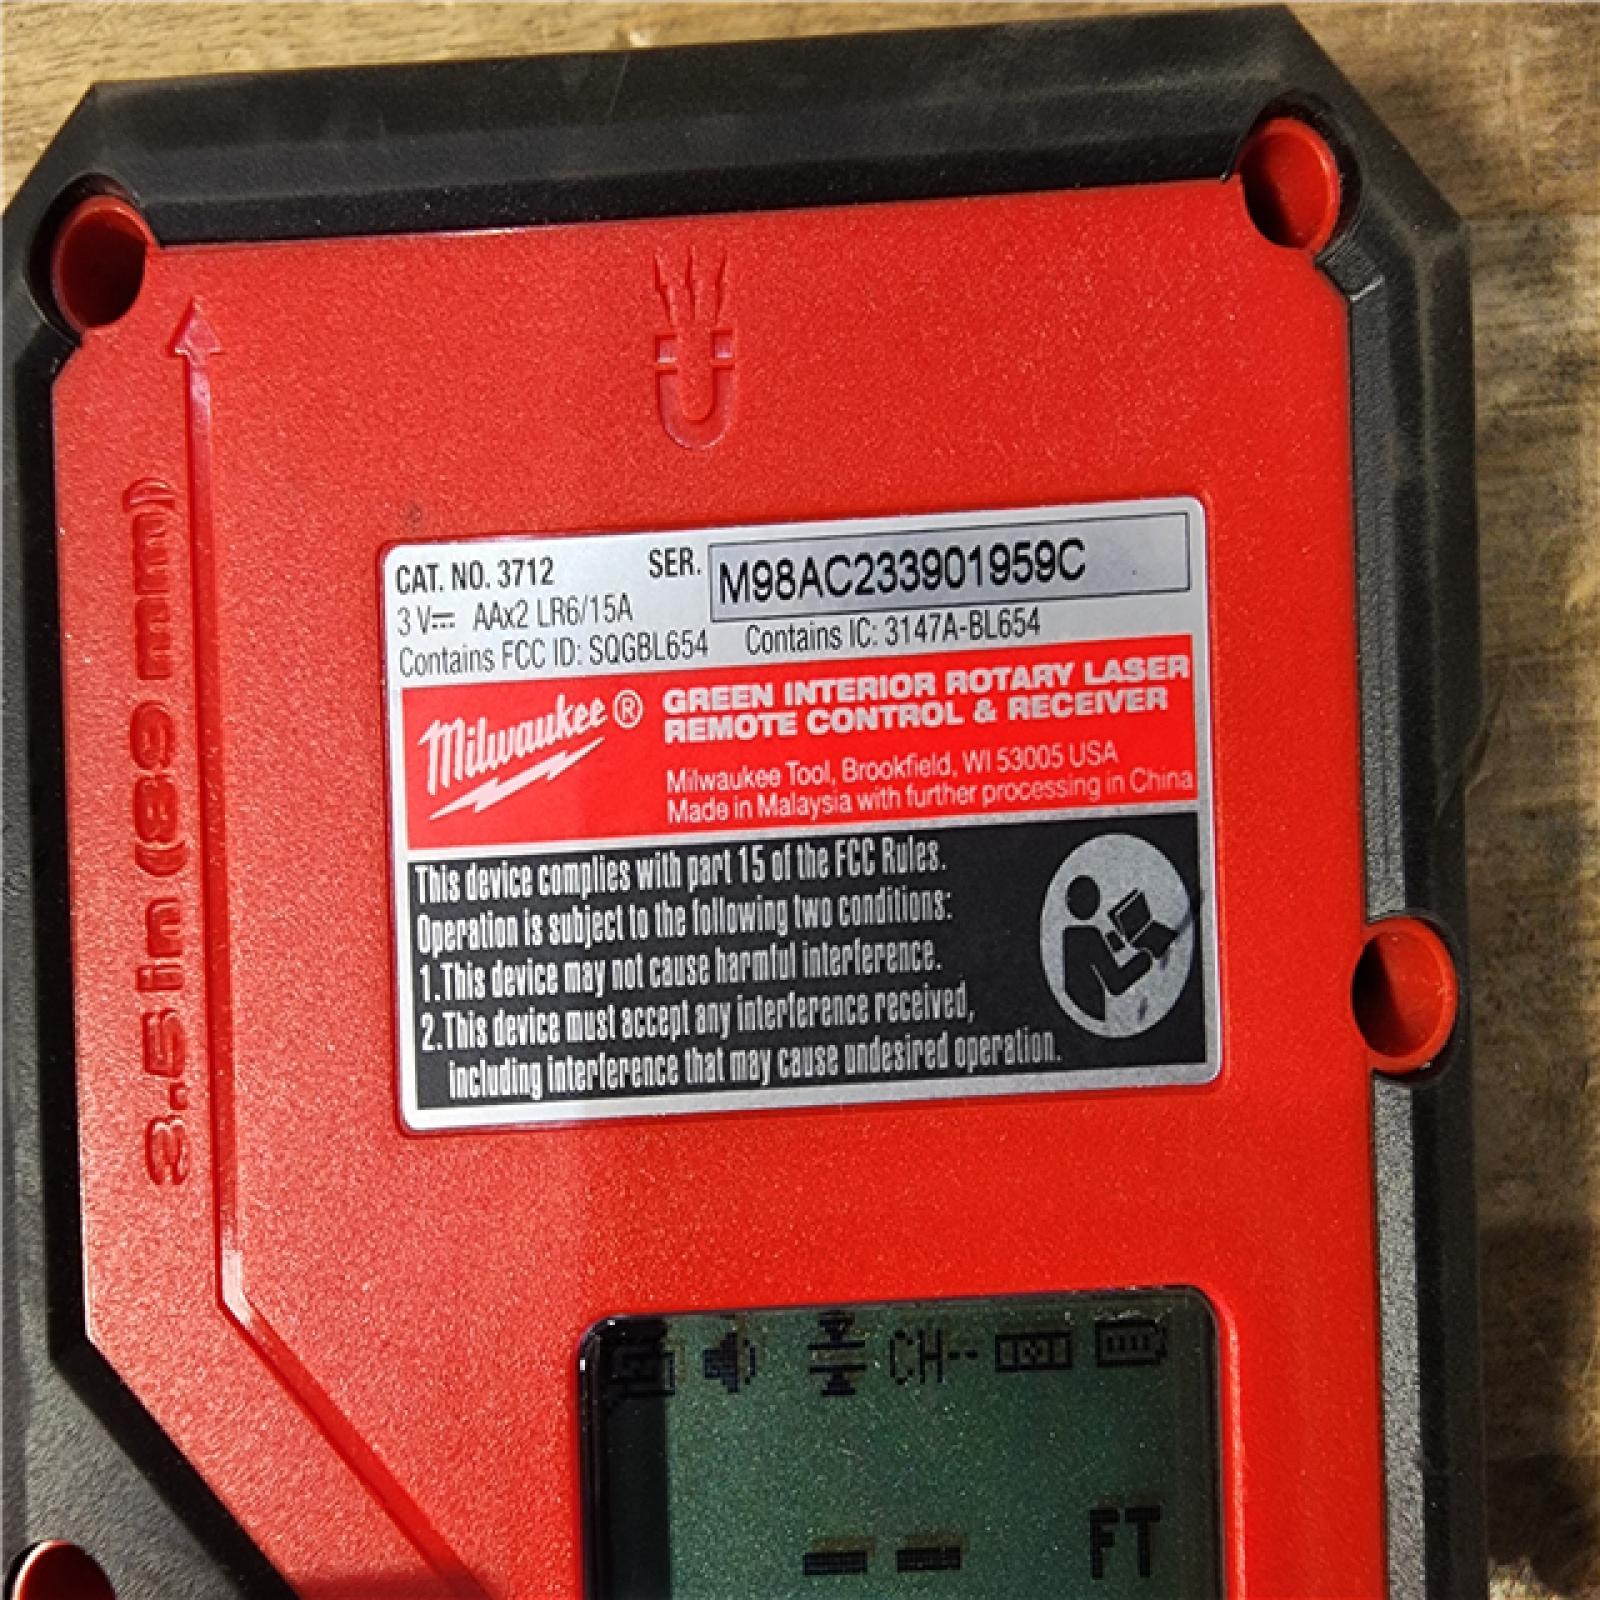 CAT. NO. 3712 SER. M98AC233901959C
3 V⎓ AAx2 LR6/15A
Contains FCC ID: SQGBL654 Contains IC: 3147A-BL654
Milwaukee®
GREEN INTERIOR ROTARY LASER
REMOTE CONTROL & RECEIVER
Milwaukee Tool, Brookfield, WI 53005 USA
Made in Malaysia with further processing in China
This device complies with part 15 of the FCC Rules.
Operation is subject to the following two conditions:
1. This device may not cause harmful interference.
2. This device must accept any interference received,
including interference that may cause undesired operation.
3.5 in (89 mm)
CH--
-- FT